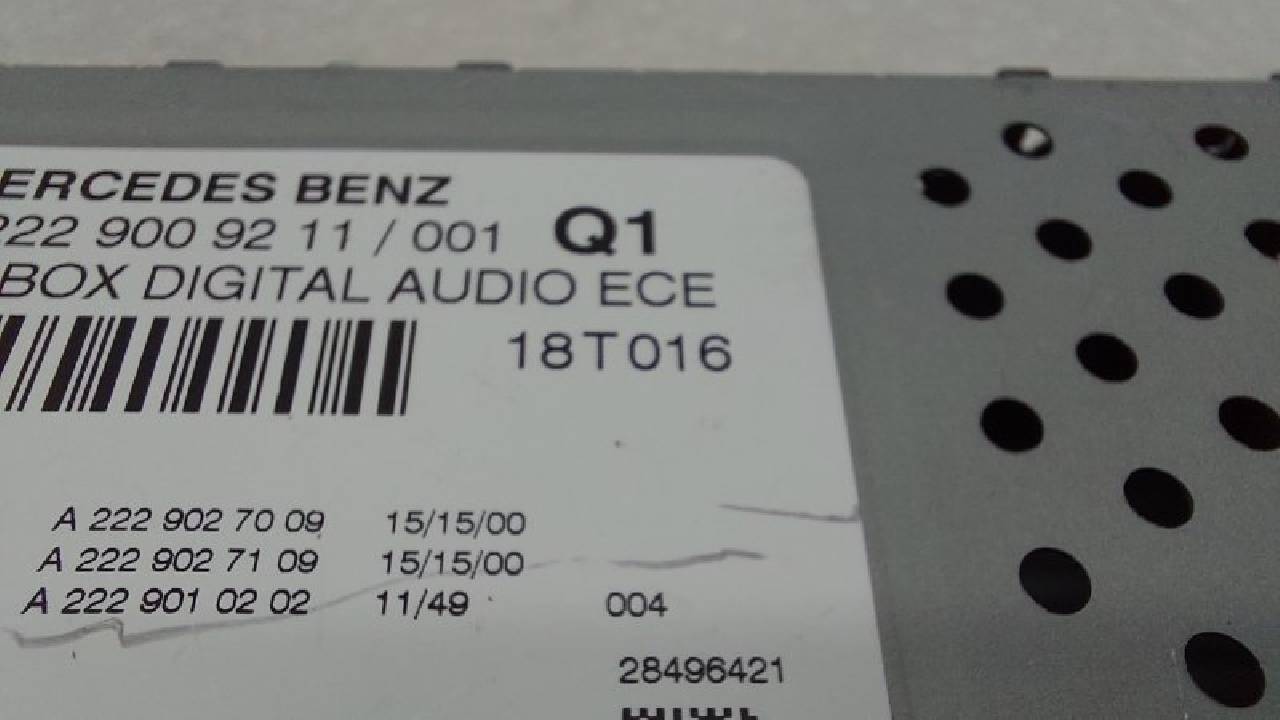 ERCEDES BENZ
222 900 92 11 / 001 Q1
BOX DIGITAL AUDIO ECE
18T016
A 222 902 70 09 15/15/00
A 222 902 71 09 15/15/00
A 222 901 02 02 11/49 004
28496421